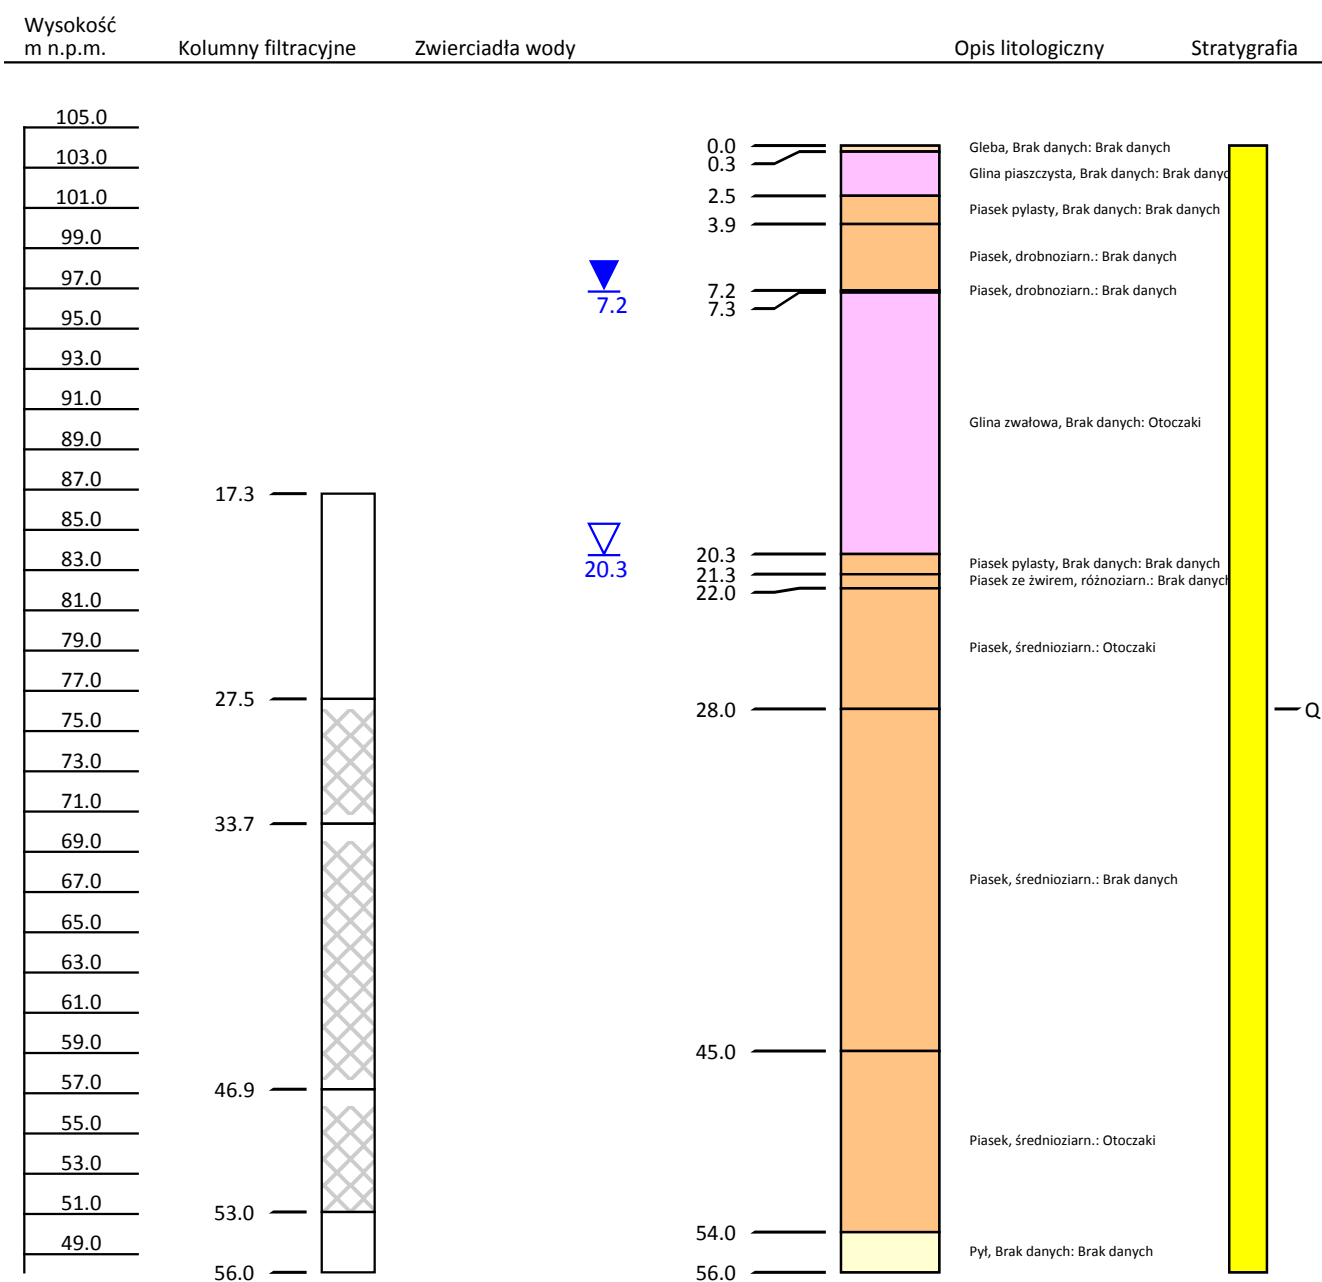 Wysokość
m n.p.m.
Kolumny filtracyjne
Zwierciadła wody
Opis litologiczny
Stratygrafia
105.0
103.0
101.0
99.0
97.0
95.0
93.0
91.0
89.0
87.0
85.0
83.0
81.0
79.0
77.0
75.0
73.0
71.0
69.0
67.0
65.0
63.0
61.0
59.0
57.0
55.0
53.0
51.0
49.0
17.3
27.5
33.7
46.9
53.0
56.0
7.2
20.3
0.0
0.3
2.5
3.9
7.2
7.3
20.3
21.3
22.0
28.0
45.0
54.0
56.0
Gleba, Brak danych: Brak danych
Glina piaszczysta, Brak danych: Brak danyc
Piasek pylasty, Brak danych: Brak danych
Piasek, drobnoziarn.: Brak danych
Piasek, drobnoziarn.: Brak danych
Glina zwałowa, Brak danych: Otoczaki
Piasek pylasty, Brak danych: Brak danych
Piasek ze żwirem, różnoziarn.: Brak danych
Piasek, średnioziarn.: Otoczaki
Piasek, średnioziarn.: Brak danych
Piasek, średnioziarn.: Otoczaki
Pył, Brak danych: Brak danych
Q